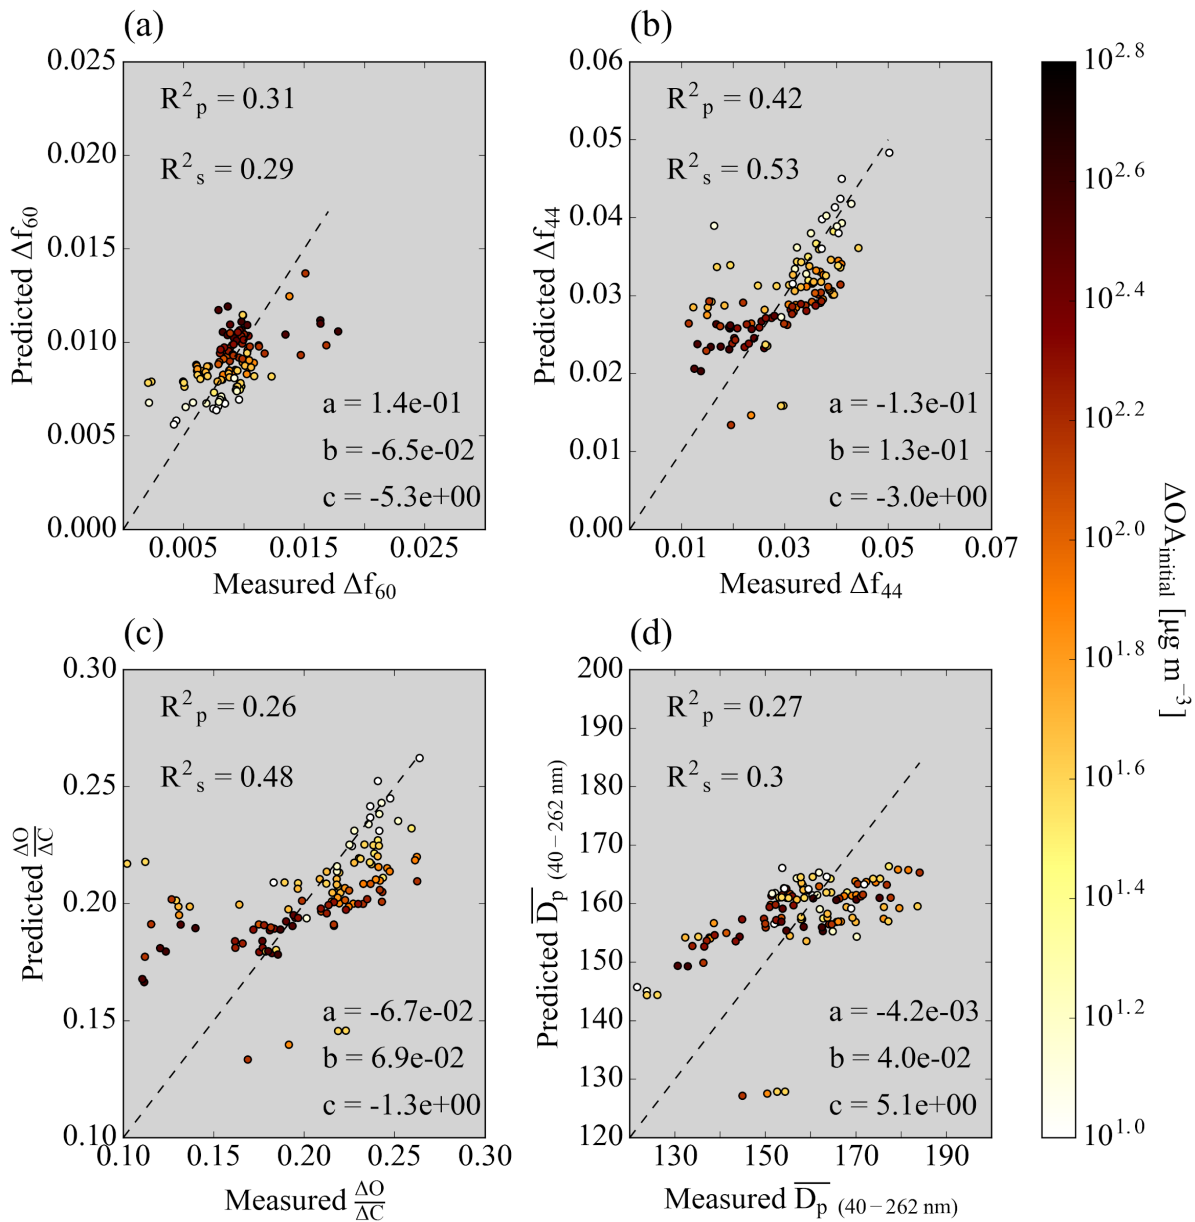 (a)
R²p = 0.31
R²s = 0.29
a = 1.4e-01
b = -6.5e-02
c = -5.3e+00
0.025
0.020
0.015
0.010
0.005
0.000
Predicted Δf60
0.005 0.015 0.025
Measured Δf60
(b)
R²p = 0.42
R²s = 0.53
a = -1.3e-01
b = 1.3e-01
c = -3.0e+00
0.06
0.05
0.04
0.03
0.02
0.01
0.00
Predicted Δf44
0.01 0.03 0.05 0.07
Measured Δf44
(c)
R²p = 0.26
R²s = 0.48
a = -6.7e-02
b = 6.9e-02
c = -1.3e+00
0.30
0.25
0.20
0.15
0.10
Predicted ΔO/ΔC
0.10 0.15 0.20 0.25 0.30
Measured ΔO/ΔC
(d)
R²p = 0.27
R²s = 0.3
a = -4.2e-03
b = 4.0e-02
c = 5.1e+00
200
190
180
170
160
150
140
130
120
Predicted D̅p (40−262 nm)
130 150 170 190
Measured D̅p (40−262 nm)
10^2.8
10^2.6
10^2.4
10^2.2
10^2.0
10^1.8
10^1.6
10^1.4
10^1.2
10^1.0
ΔOAinitial [μg m⁻³]